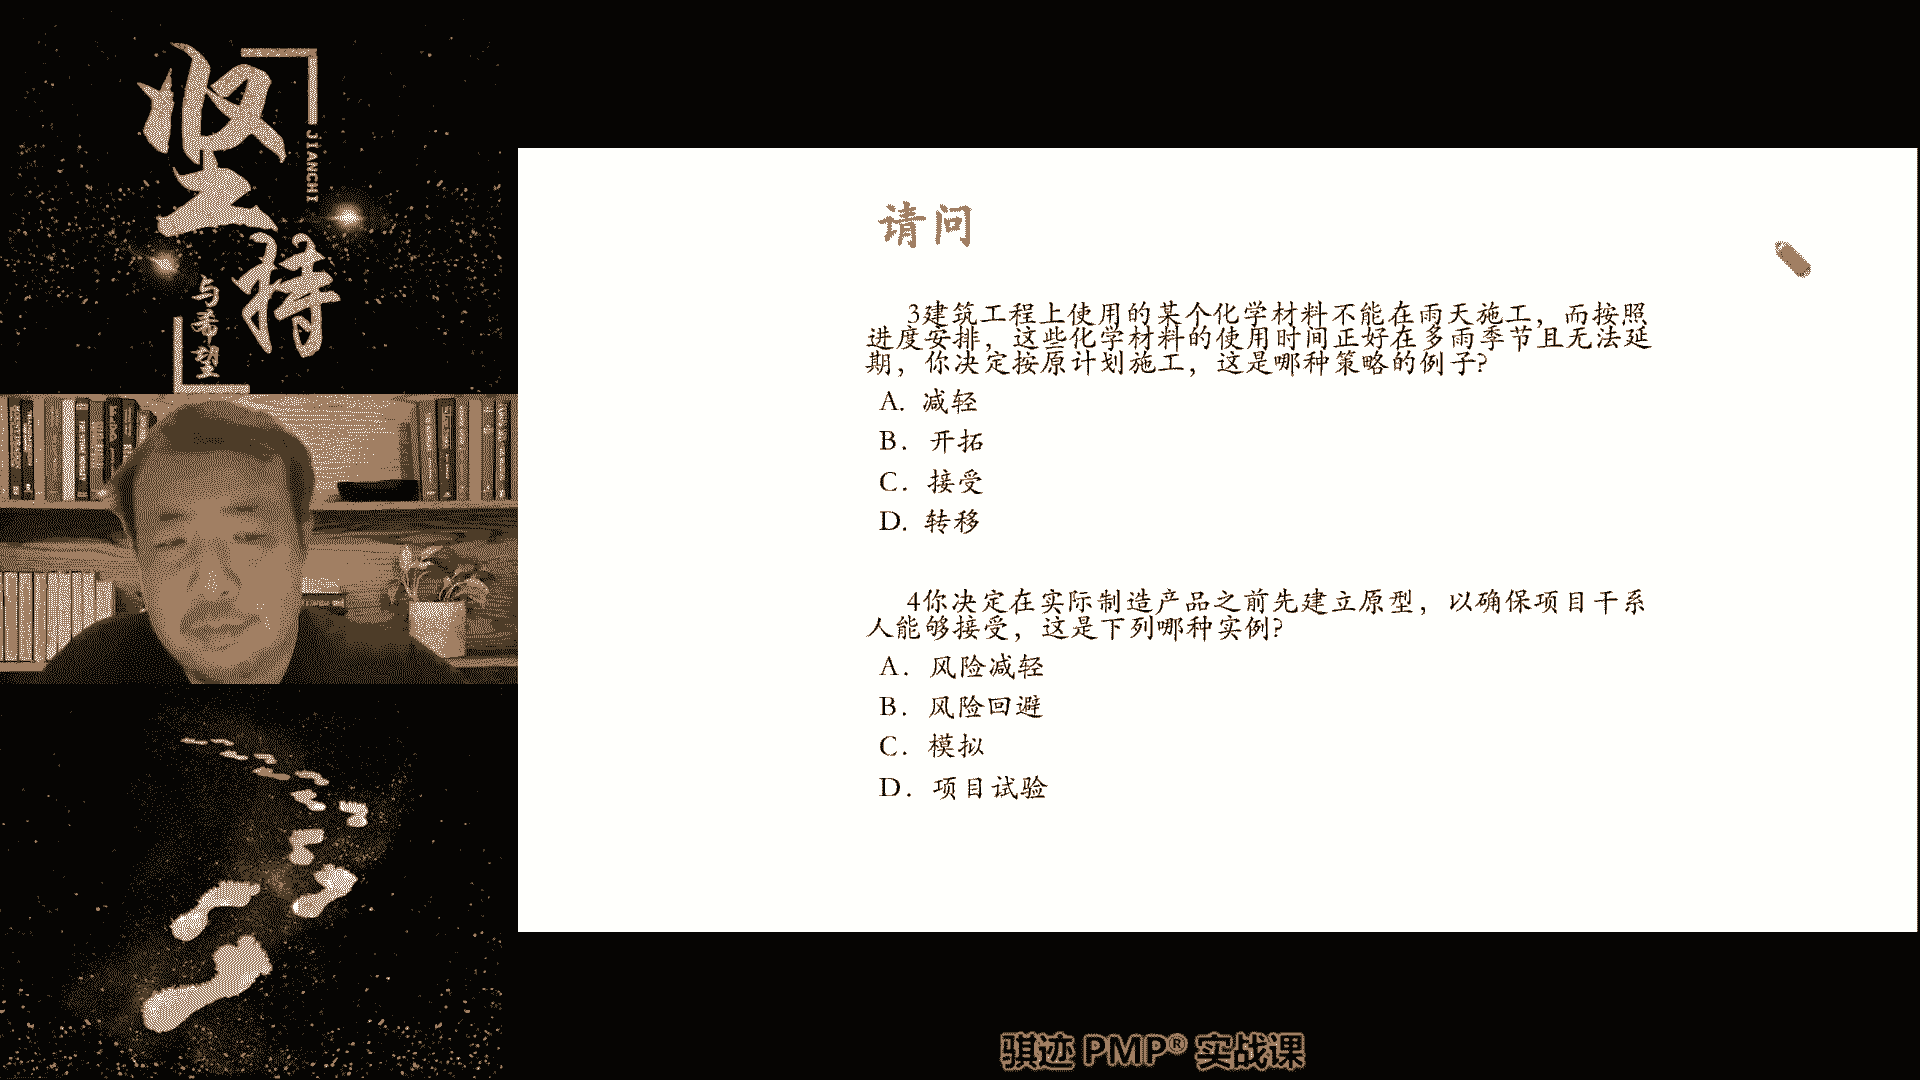 坚持
JIANCHI
与希望
请问
3建筑工程上使用的某个化学材料不能在雨天施工，而按照
进度安排，这些化学材料的使用时间正好在多雨季节且无法延
期，你决定按原计划施工，这是哪种策略的例子?
A. 减轻
B. 开拓
C. 接受
D. 转移
4你决定在实际制造产品之前先建立原型，以确保项目干系
人能够接受，这是下列哪种实例?
A. 风险减轻
B. 风险回避
C. 模拟
D. 项目试验
骐迹 PMP® 实战课